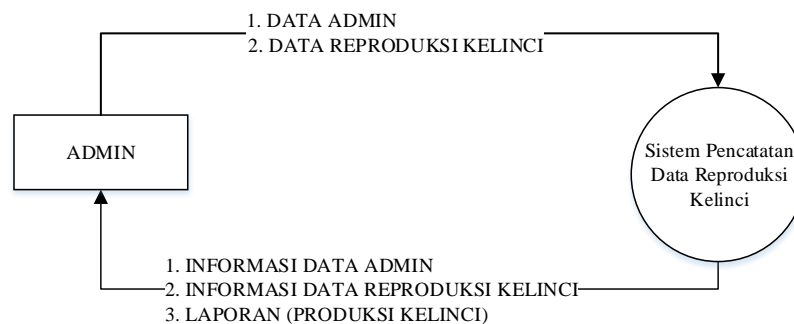 1. DATA ADMIN
2. DATA REPRODUKSI KELINCI
ADMIN
Sistem Pencatatan
Data Reproduksi
Kelinci
1. INFORMASI DATA ADMIN
2. INFORMASI DATA REPRODUKSI KELINCI
3. LAPORAN (PRODUKSI KELINCI)